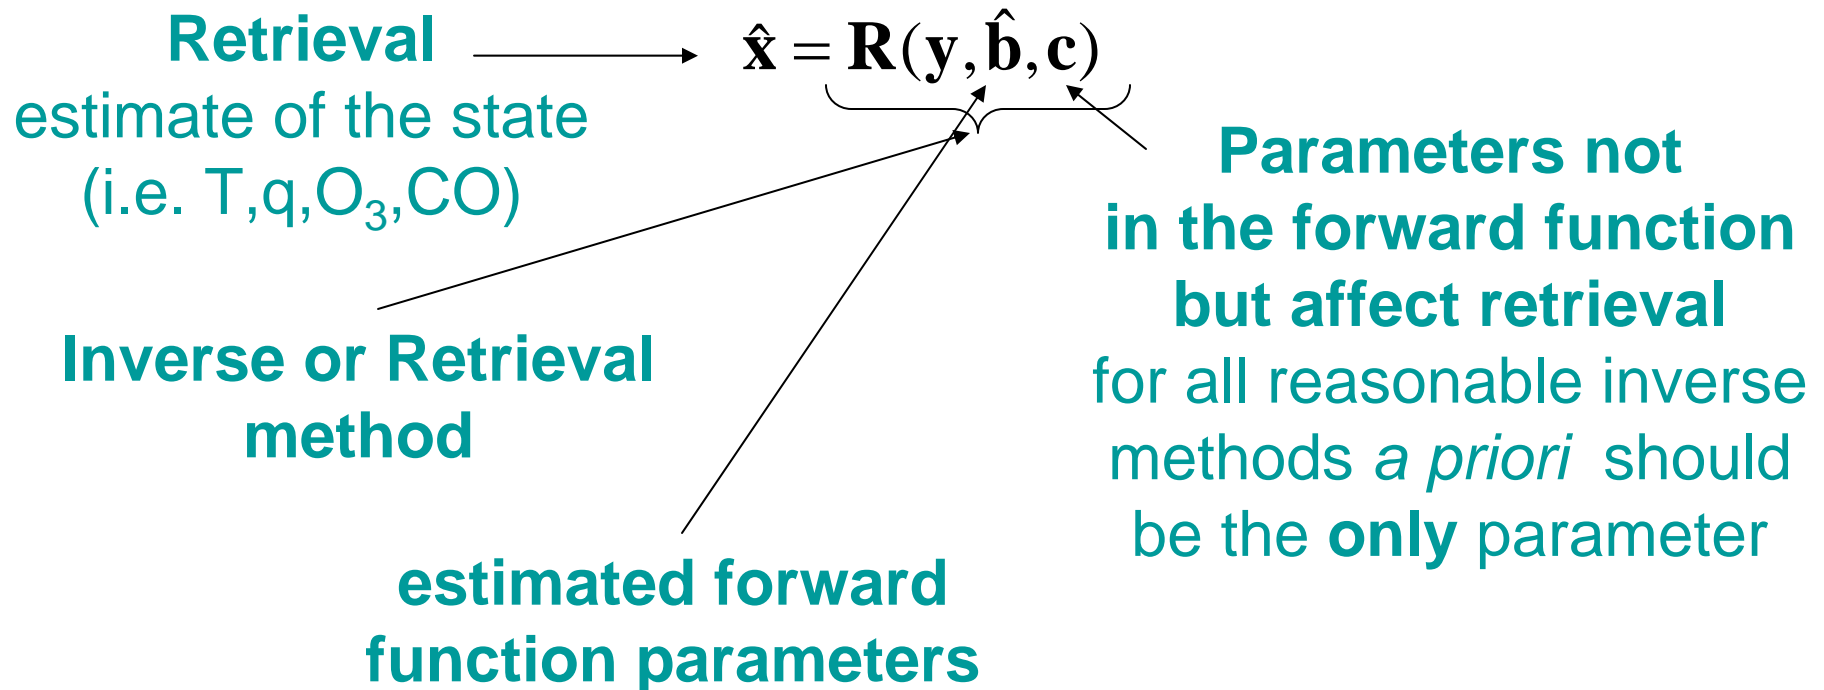 Retrieval
estimate of the state
(i.e. T,q,O₃,CO)
x̂ = R(y,b̂,c)
Inverse or Retrieval
method
estimated forward
function parameters
Parameters not
in the forward function
but affect retrieval
for all reasonable inverse
methods a priori should
be the only parameter